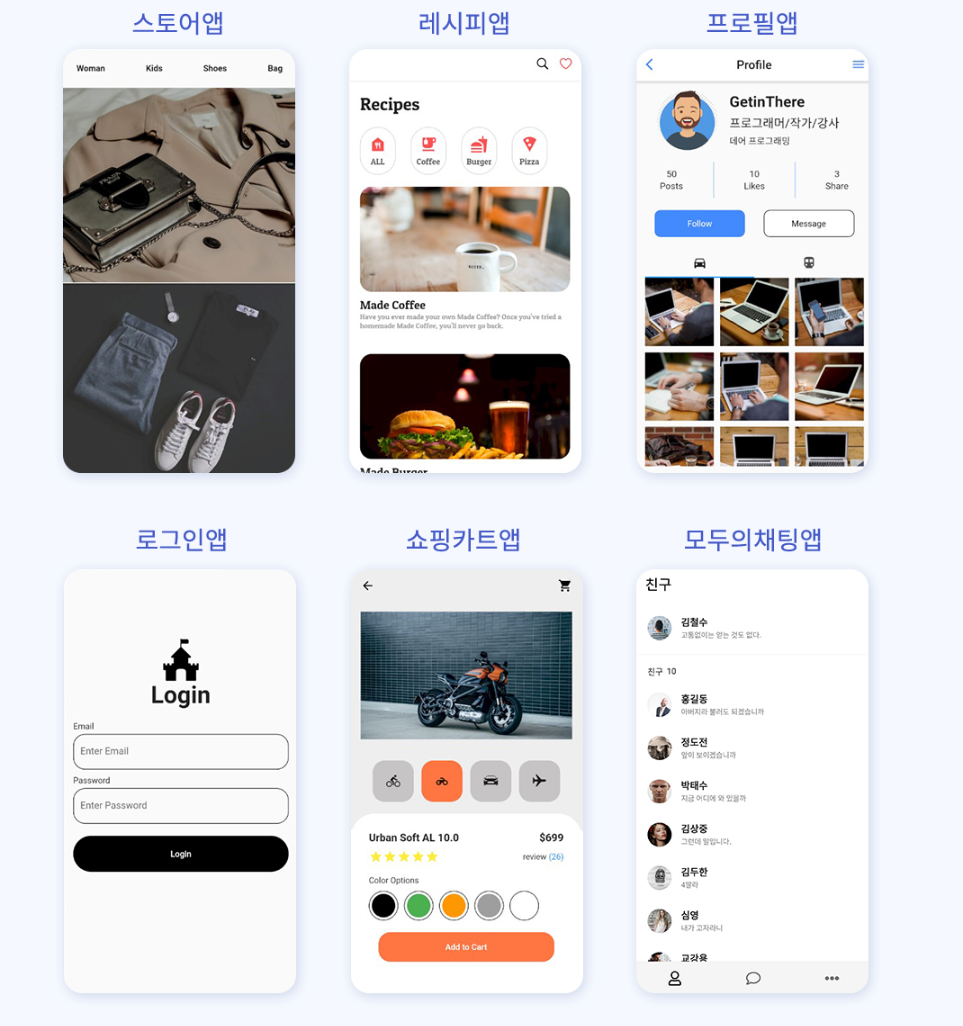 스토어앱
레시피앱
프로필앱
Woman Kids Shoes Bag
Recipes
ALL Coffee Burger Pizza
Made Coffee
Have you ever made your own Made Coffee? Once you've tried a
homemade Made Coffee, you'll never go back.
Made Burger
Profile
GetinThere
프로그래머/작가/강사
데어 프로그래밍
50 10 3
Posts Likes Share
Follow Message
로그인앱
쇼핑카트앱
모두의채팅앱
Login
Email
Enter Email
Password
Enter Password
Login
Urban Soft AL 10.0 $699
review (26)
Color Options
Add to Cart
친구
김철수
고통없이는 얻는 것도 없다.
친구 10
홍길동
아버지라 불러도 되겠습니까
정도전
앞이 보이겠습니까
박태수
지금 어디에 와 있을까
김상중
그런데 말입니다.
김두한
4딸라
심영
내가 고자라니
교강용